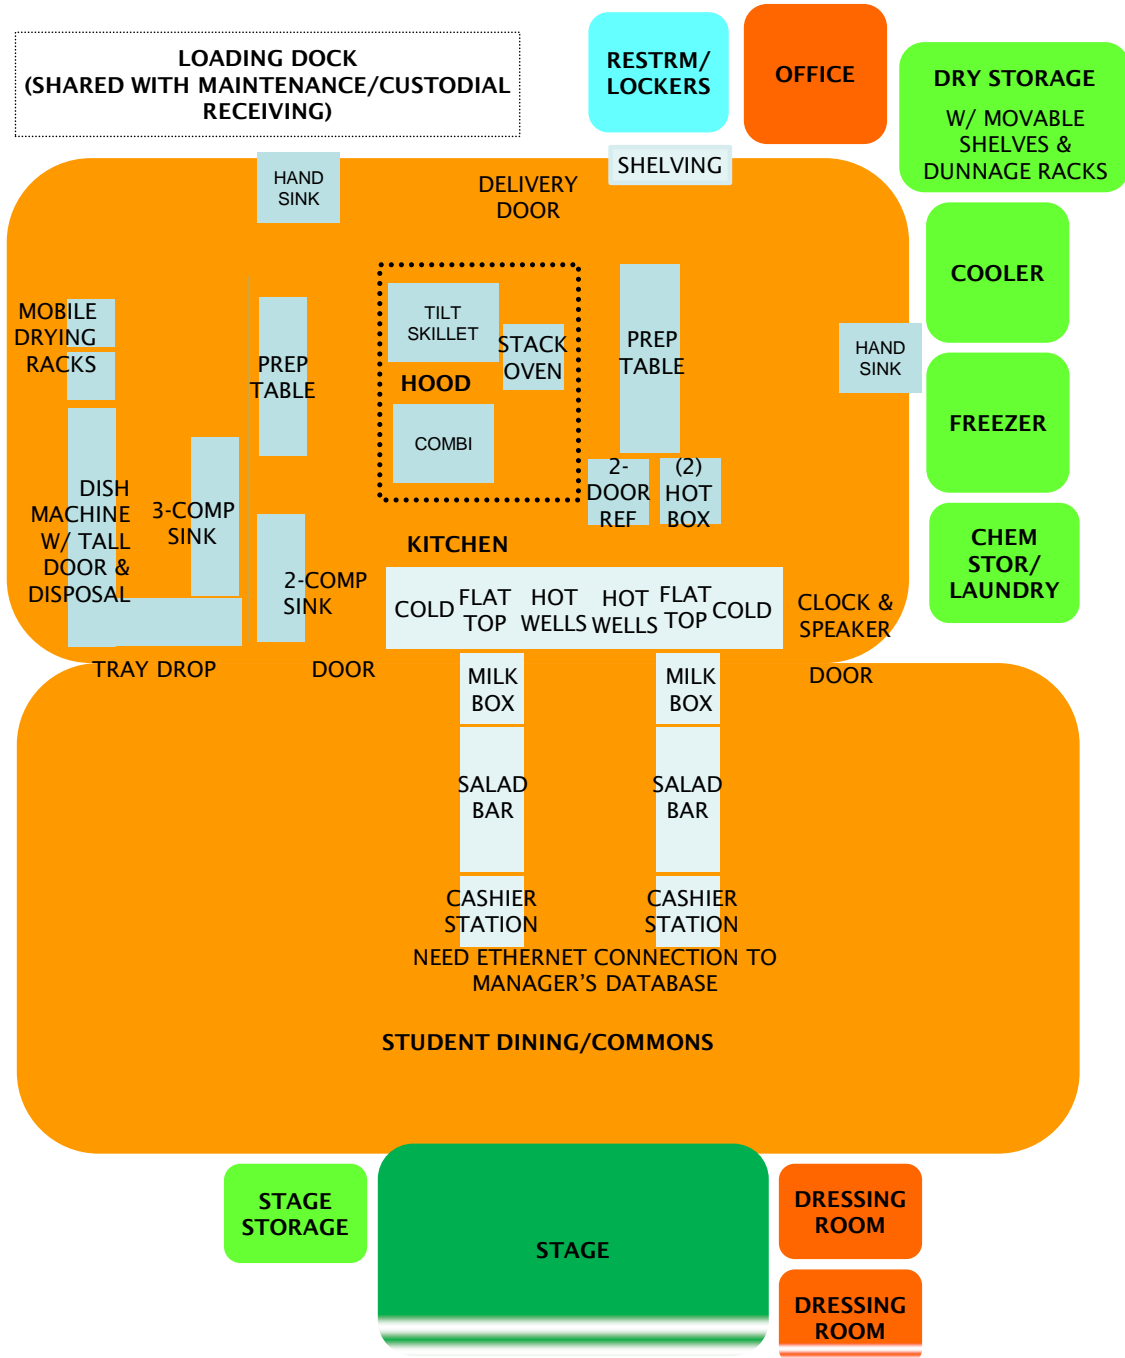 LOADING DOCK
(SHARED WITH MAINTENANCE/CUSTODIAL
RECEIVING)
RESTRM/
LOCKERS
OFFICE
DRY STORAGE
W/ MOVABLE
SHELVES &
DUNNAGE RACKS
HAND
SINK
DELIVERY
DOOR
SHELVING
COOLER
MOBILE
DRYING
RACKS
PREP
TABLE
TILT
SKILLET
STACK
OVEN
HOOD
COMBI
PREP
TABLE
HAND
SINK
FREEZER
DISH
MACHINE
W/ TALL
DOOR &
DISPOSAL
3-COMP
SINK
2-COMP
SINK
2-
DOOR
REF
(2)
HOT
BOX
KITCHEN
CHEM
STOR/
LAUNDRY
COLD
FLAT
TOP
HOT
WELLS
HOT
WELLS
FLAT
TOP
COLD
CLOCK &
SPEAKER
TRAY DROP
DOOR
DOOR
MILK
BOX
MILK
BOX
SALAD
BAR
SALAD
BAR
CASHIER
STATION
CASHIER
STATION
NEED ETHERNET CONNECTION TO
MANAGER’S DATABASE
STUDENT DINING/COMMONS
STAGE
STORAGE
STAGE
DRESSING
ROOM
DRESSING
ROOM